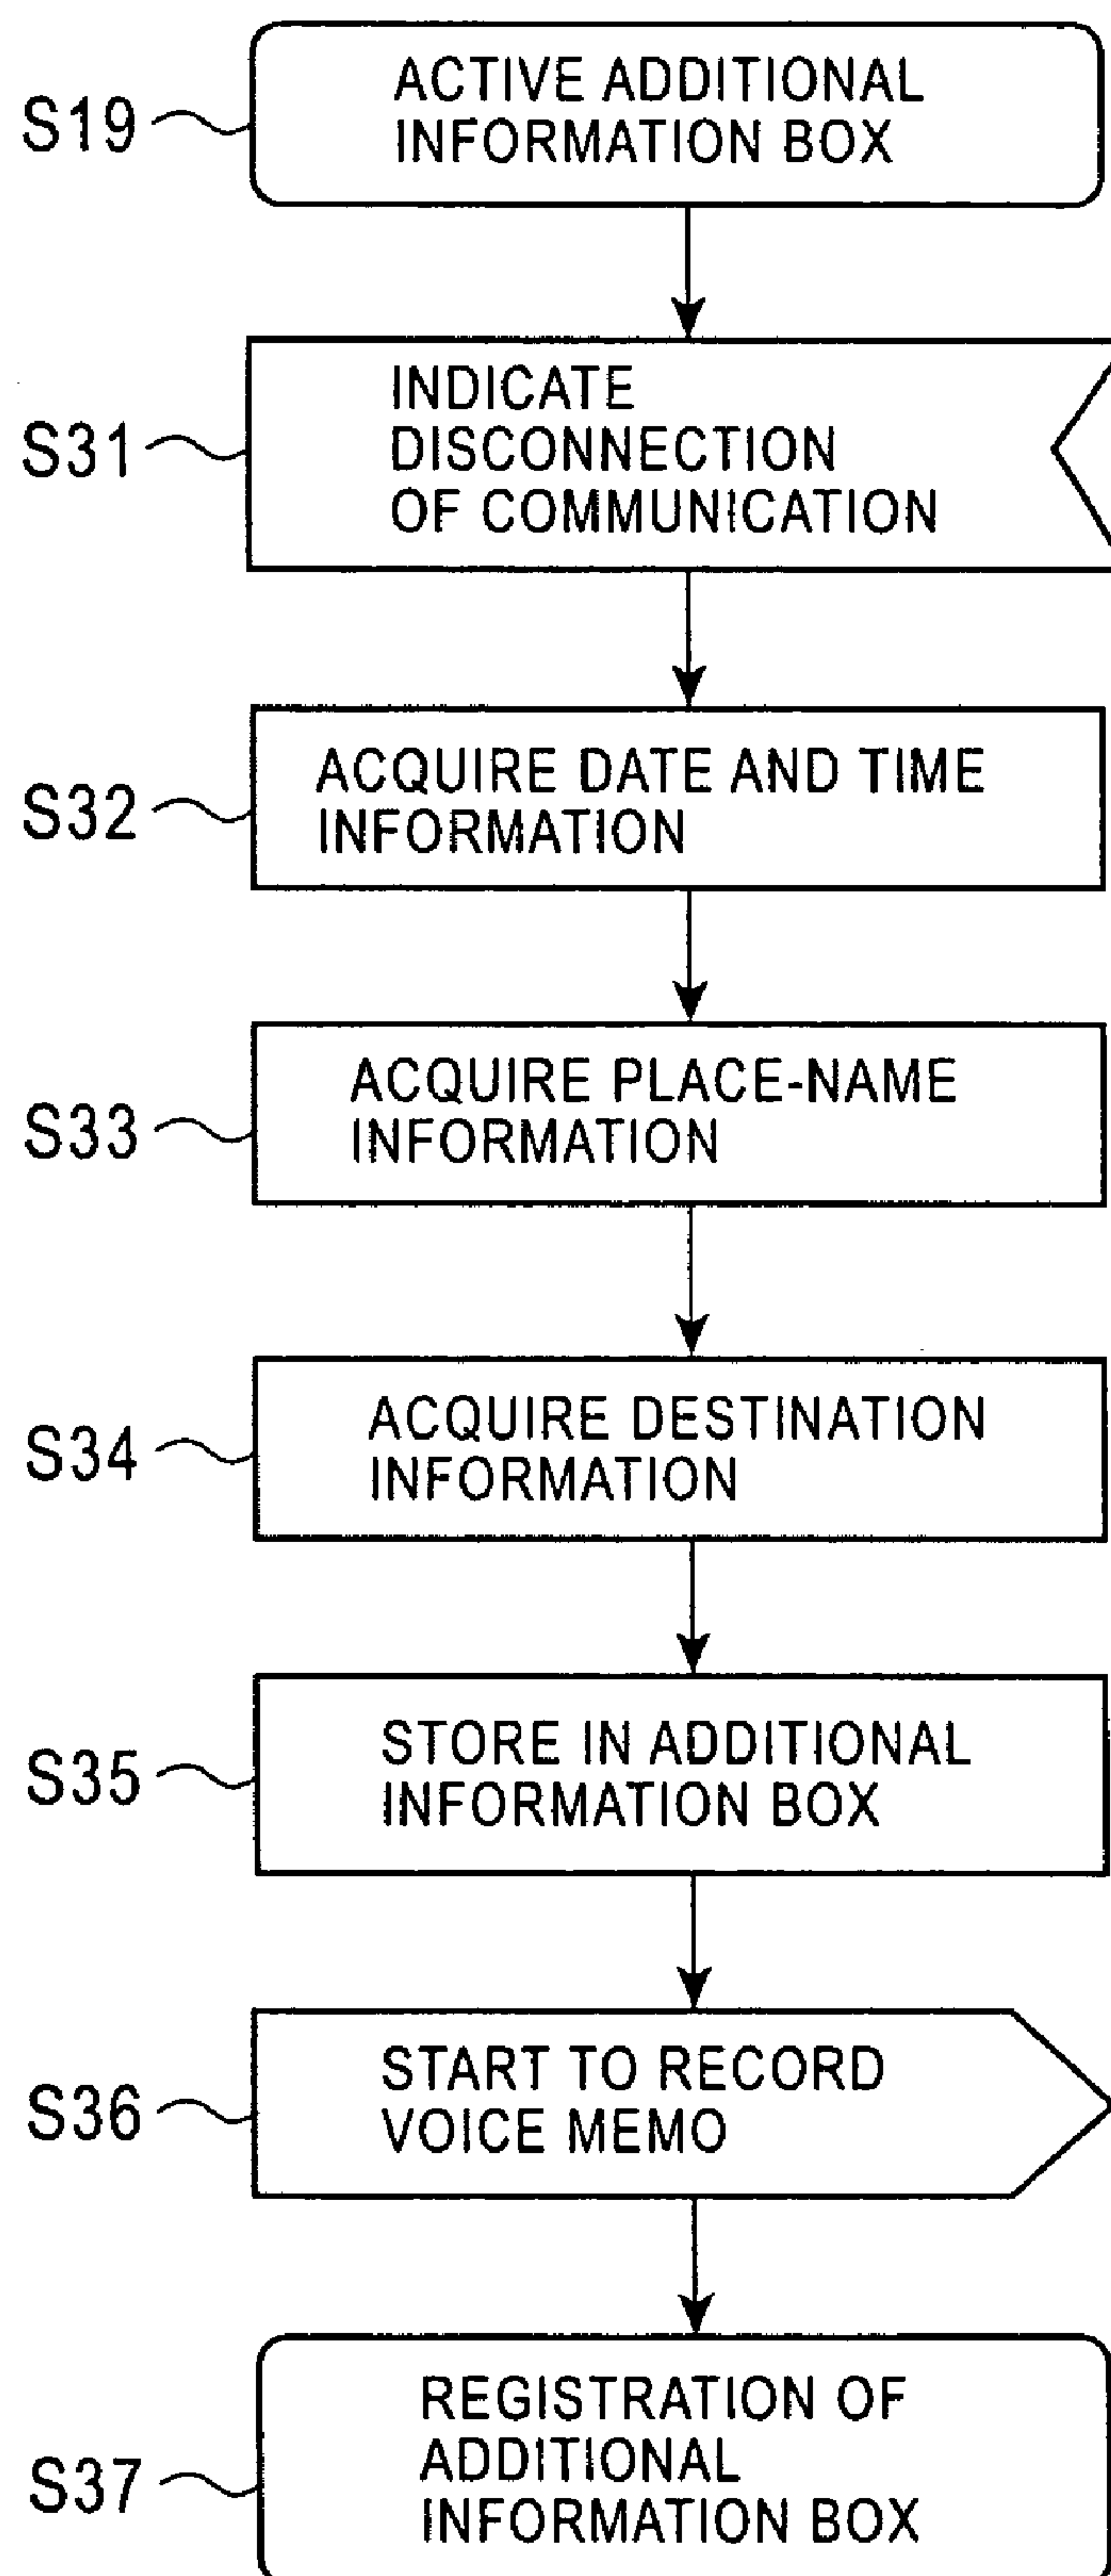 S19
ACTIVE ADDITIONAL
INFORMATION BOX
S31
INDICATE
DISCONNECTION
OF COMMUNICATION
S32
ACQUIRE DATE AND TIME
INFORMATION
S33
ACQUIRE PLACE-NAME
INFORMATION
S34
ACQUIRE DESTINATION
INFORMATION
S35
STORE IN ADDITIONAL
INFORMATION BOX
S36
START TO RECORD
VOICE MEMO
S37
REGISTRATION OF
ADDITIONAL
INFORMATION BOX